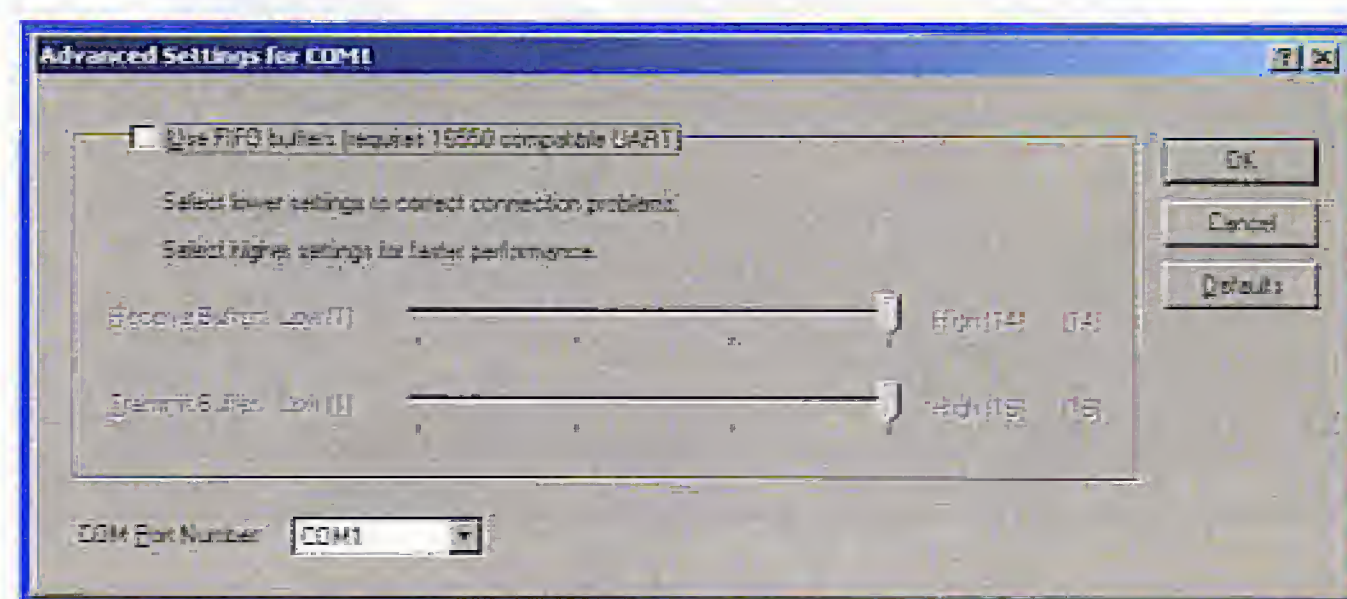 Advanced Settings for COM1
Use FIFO buffers (requires 16550 compatible UART)
OK
Select lower settings to correct connection problems.
Cancel
Select higher settings for faster performance.
Defaults
Receive Buffer: Low (1) High (14) (14)
Transmit Buffer: Low (1) High (16) (16)
COM Port Number: COM1